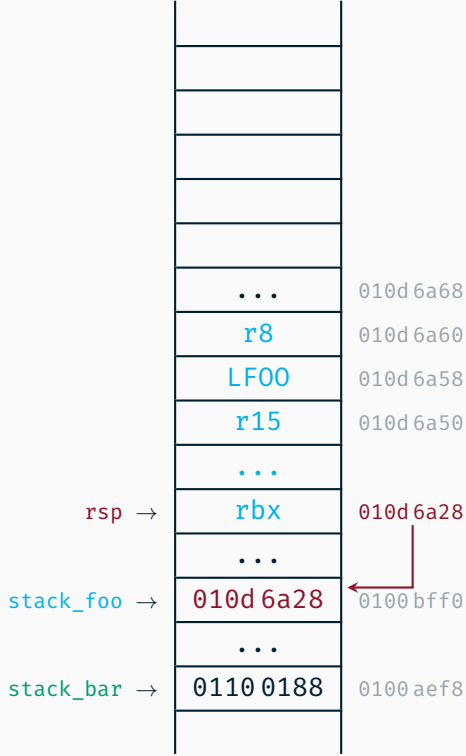 ... 010d 6a68
r8 010d 6a60
LFOO 010d 6a58
r15 010d 6a50
...
rsp → rbx 010d 6a28
...
stack_foo → 010d 6a28 0100 bff0
...
stack_bar → 0110 0188 0100 aef8